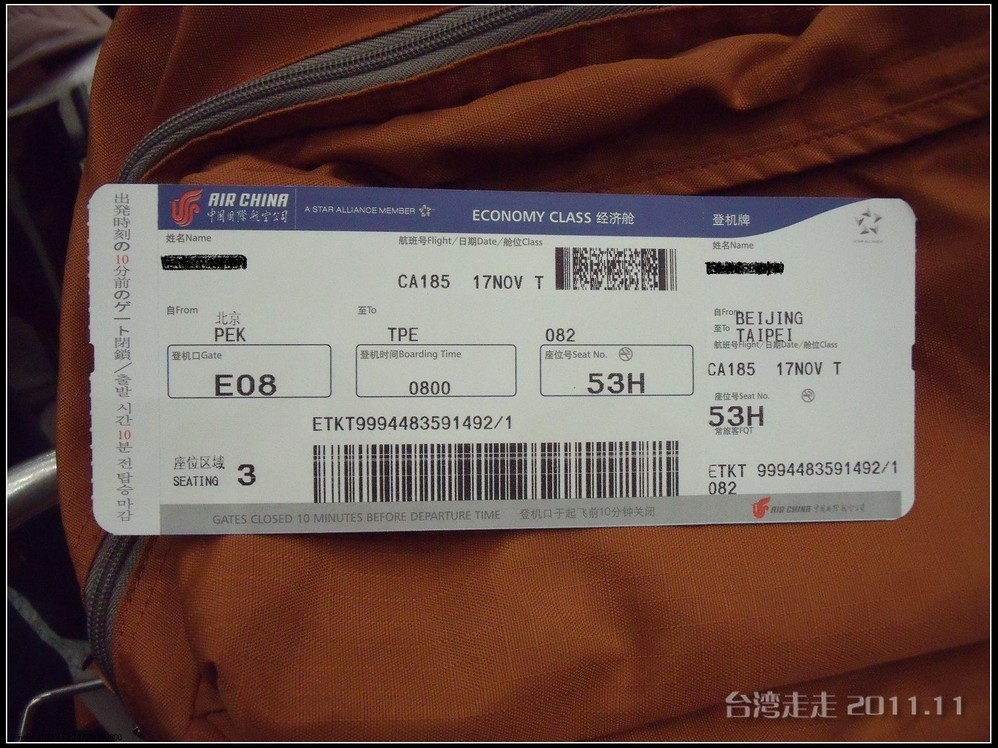 出発時刻の10分前のゲート閉鎖/출발 시간 10분 전 탑승 마감
AIR CHINA
中国国际航空公司
A STAR ALLIANCE MEMBER
ECONOMY CLASS 经济舱
登机牌
STAR ALLIANCE
姓名Name
航班号Flight/日期Date/舱位Class
CA185 17NOV T
自From
北京
PEK
至To
TPE
082
登机口Gate
E08
登机时间Boarding Time
0800
座位号Seat No.
53H
ETKT9994483591492/1
座位区域
SEATING 3
GATES CLOSED 10 MINUTES BEFORE DEPARTURE TIME 登机口于起飞前10分钟关闭
姓名Name
自From BEIJING
至To TAIPEI
航班号Flight/日期Date/舱位Class
CA185 17NOV T
座位号Seat No.
53H
常旅客FQT
ETKT 9994483591492/1
082
AIR CHINA 中国国际航空公司
台湾走走 2011.11